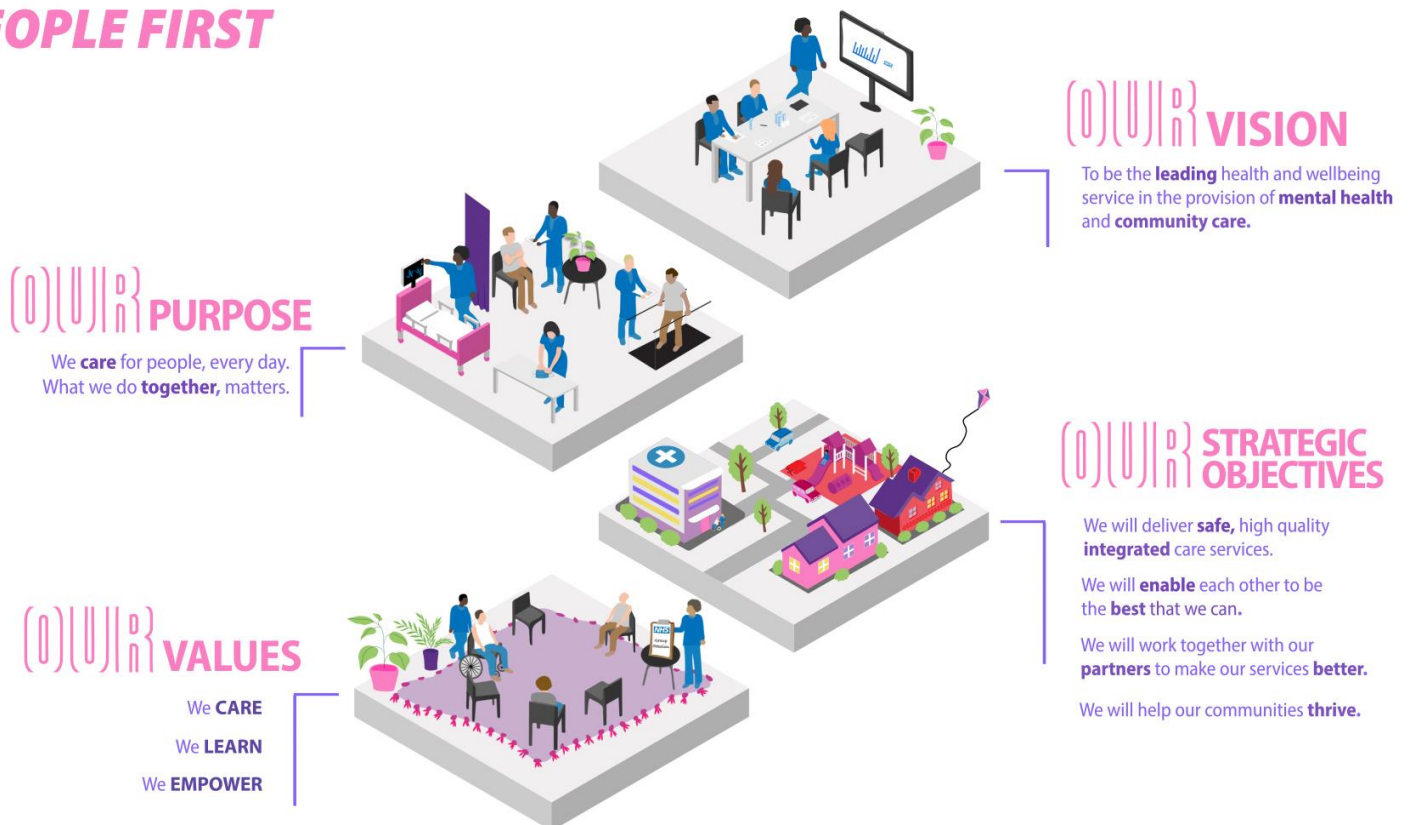 EOPLE FIRST
OUR VISION
To be the leading health and wellbeing
service in the provision of mental health
and community care.
OUR PURPOSE
We care for people, every day.
What we do together, matters.
OUR STRATEGIC
OBJECTIVES
We will deliver safe, high quality
integrated care services.
We will enable each other to be
the best that we can.
We will work together with our
partners to make our services better.
We will help our communities thrive.
OUR VALUES
We CARE
We LEARN
We EMPOWER
NHS